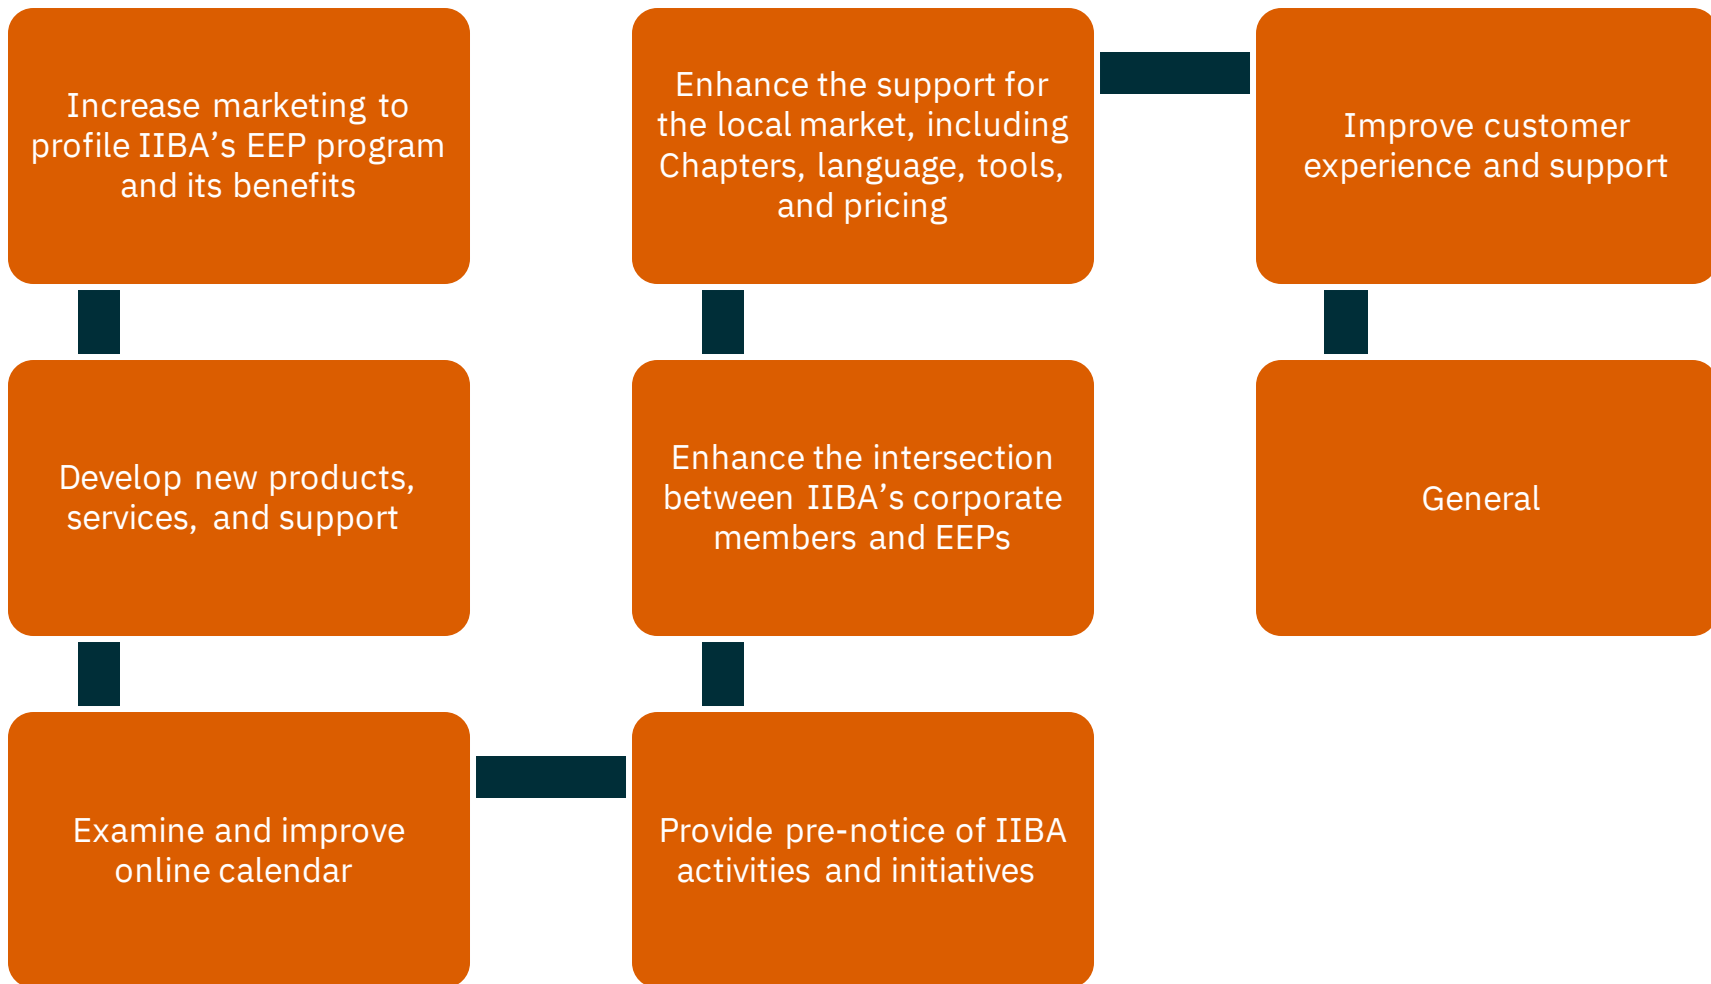 Increase marketing to
profile IIBA’s EEP program
and its benefits
Develop new products,
services, and support
Examine and improve
online calendar
Provide pre-notice of IIBA
activities and initiatives
Enhance the intersection
between IIBA’s corporate
members and EEPs
Enhance the support for
the local market, including
Chapters, language, tools,
and pricing
Improve customer
experience and support
General